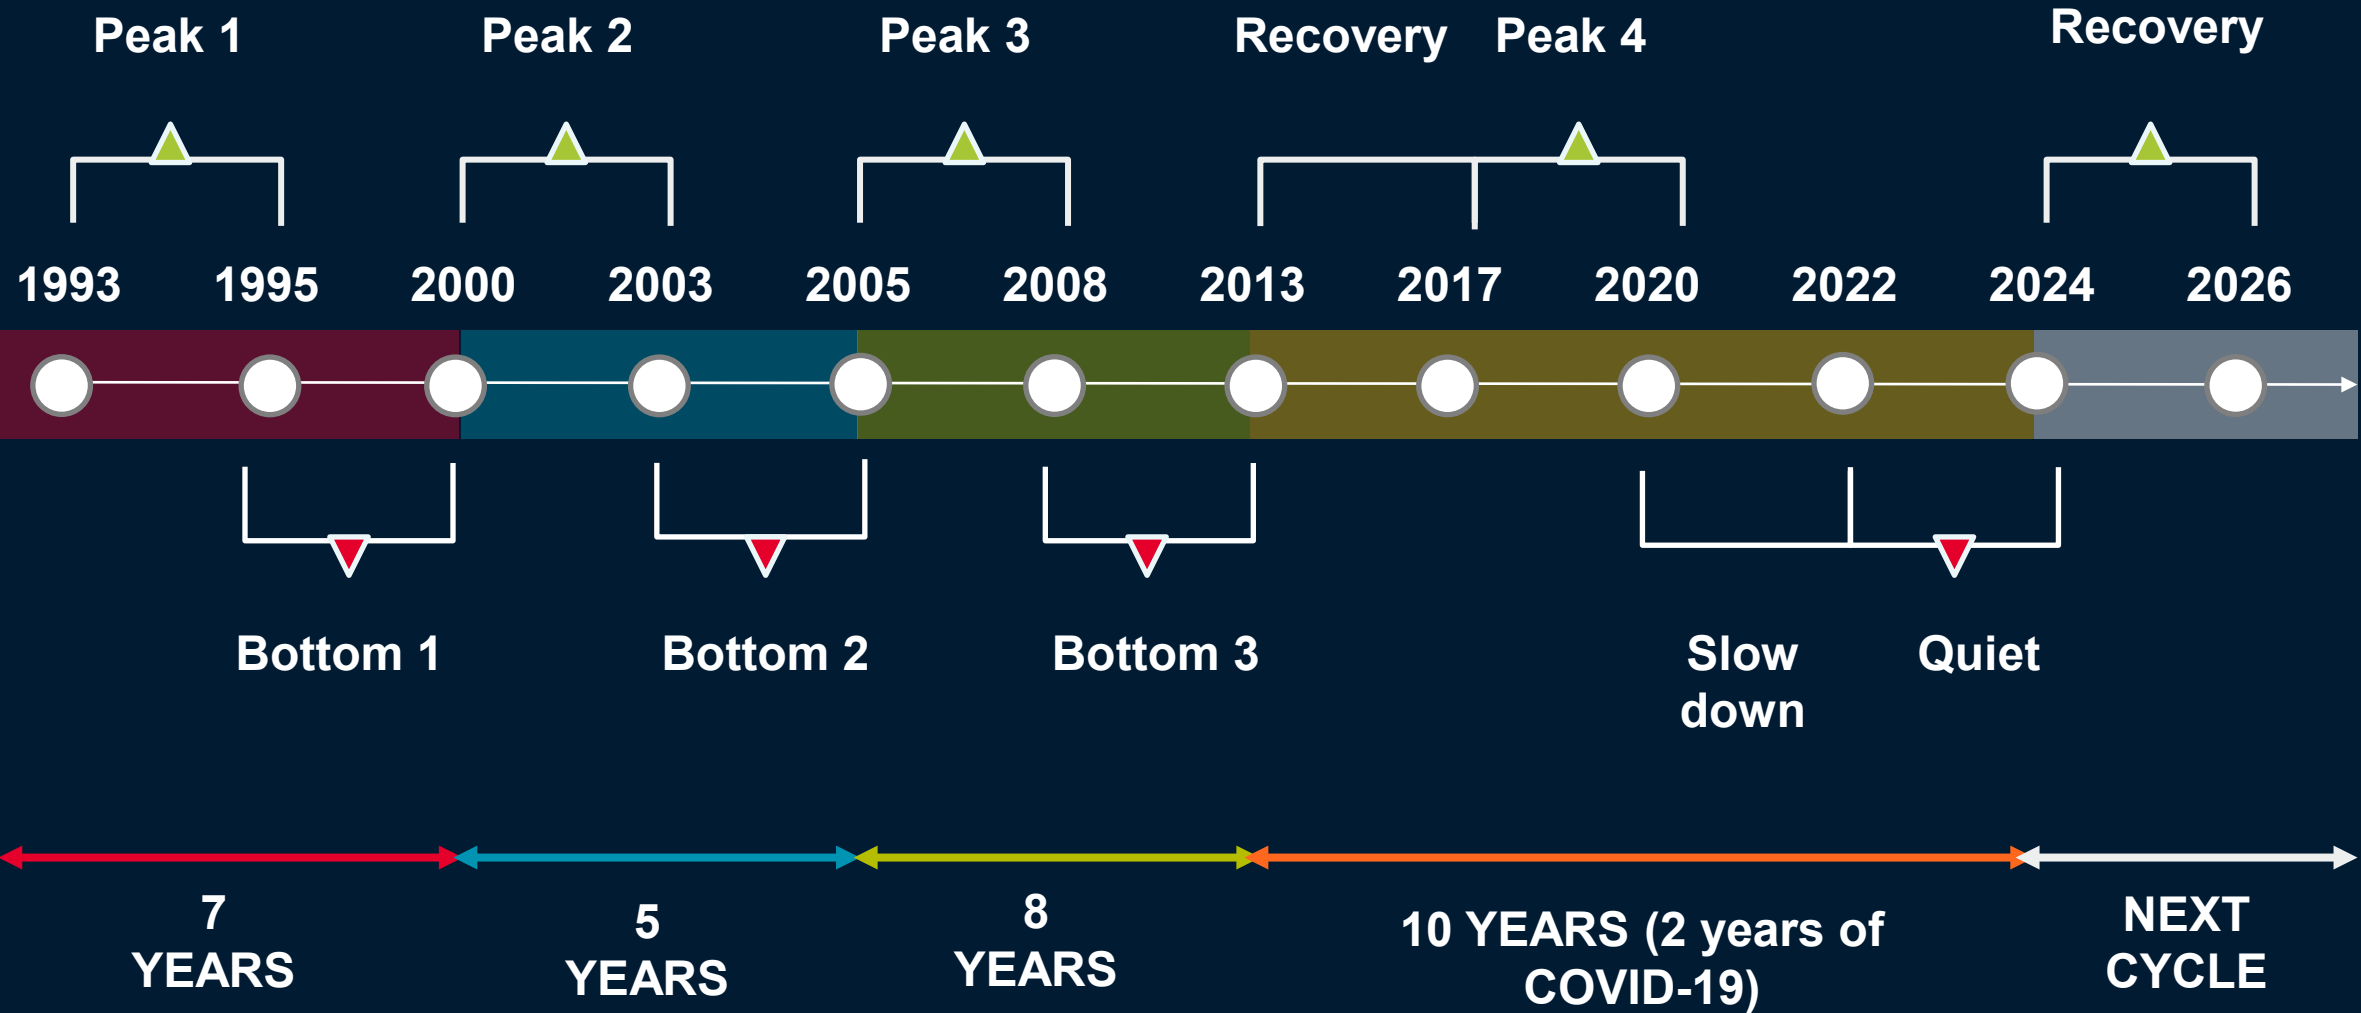 Peak 1
Peak 2
Peak 3
Recovery
Peak 4
Recovery
1993
1995
2000
2003
2005
2008
2013
2017
2020
2022
2024
2026
Bottom 1
Bottom 2
Bottom 3
Slow
down
Quiet
7
YEARS
5
YEARS
8
YEARS
10 YEARS (2 years of
COVID-19)
NEXT
CYCLE